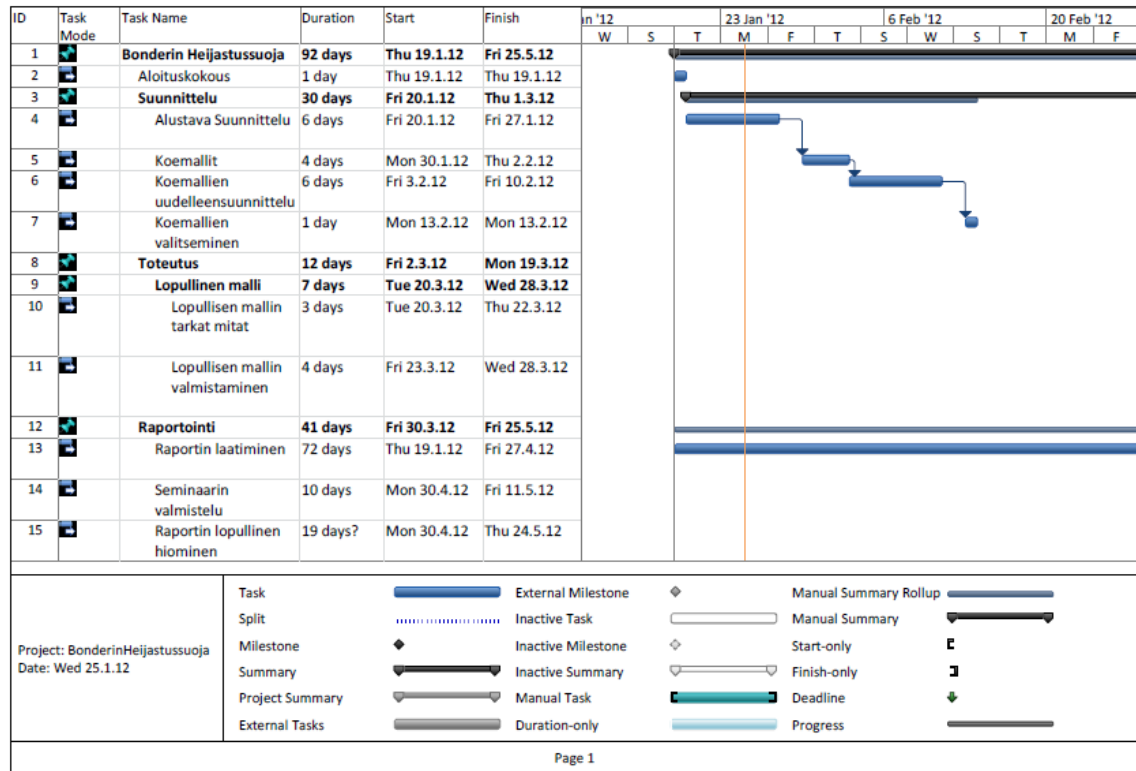 ID Task Mode Task Name Duration Start Finish
n '12 23 Jan '12 6 Feb '12 20 Feb '12
W S T M F T S W S T M F
1 Bonderin Heijastussuoja 92 days Thu 19.1.12 Fri 25.5.12
2 Aloituskokous 1 day Thu 19.1.12 Thu 19.1.12
3 Suunnittelu 30 days Fri 20.1.12 Thu 1.3.12
4 Alustava Suunnittelu 6 days Fri 20.1.12 Fri 27.1.12
5 Koemallit 4 days Mon 30.1.12 Thu 2.2.12
6 Koemallien 6 days Fri 3.2.12 Fri 10.2.12
uudelleensuunnittelu
7 Koemallien 1 day Mon 13.2.12 Mon 13.2.12
valitseminen
8 Toteutus 12 days Fri 2.3.12 Mon 19.3.12
9 Lopullinen malli 7 days Tue 20.3.12 Wed 28.3.12
10 Lopullisen mallin 3 days Tue 20.3.12 Thu 22.3.12
tarkat mitat
11 Lopullisen mallin 4 days Fri 23.3.12 Wed 28.3.12
valmistaminen
12 Raportointi 41 days Fri 30.3.12 Fri 25.5.12
13 Raportin laatiminen 72 days Thu 19.1.12 Fri 27.4.12
14 Seminaarin 10 days Mon 30.4.12 Fri 11.5.12
valmistelu
15 Raportin lopullinen 19 days? Mon 30.4.12 Thu 24.5.12
hiominen
Project: BonderinHeijastussuoja
Date: Wed 25.1.12
Task External Milestone Manual Summary Rollup
Split Inactive Task Manual Summary
Milestone Inactive Milestone Start-only
Summary Inactive Summary Finish-only
Project Summary Manual Task Deadline
External Tasks Duration-only Progress
Page 1